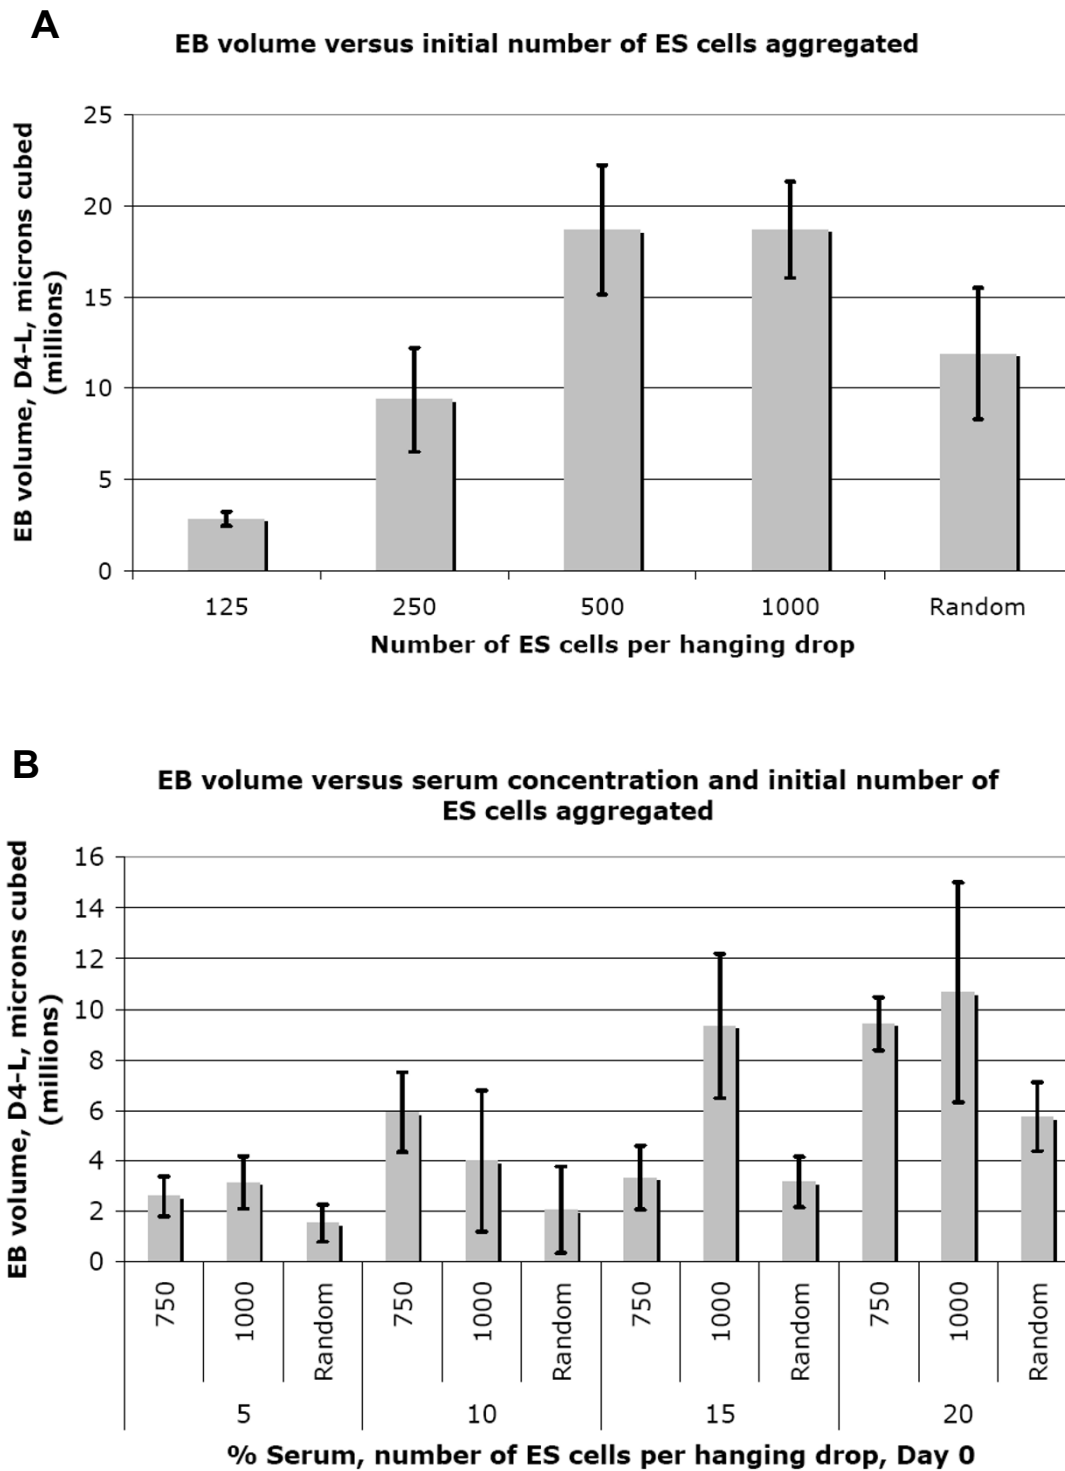 A
EB volume versus initial number of ES cells aggregated
EB volume, D4-L, microns cubed
(millions)
25
20
15
10
5
0
125 250 500 1000 Random
Number of ES cells per hanging drop
B
EB volume versus serum concentration and initial number of
ES cells aggregated
EB volume, D4-L, microns cubed
(millions)
16
14
12
10
8
6
4
2
0
750 1000 Random 750 1000 Random 750 1000 Random 750 1000 Random
5 10 15 20
% Serum, number of ES cells per hanging drop, Day 0